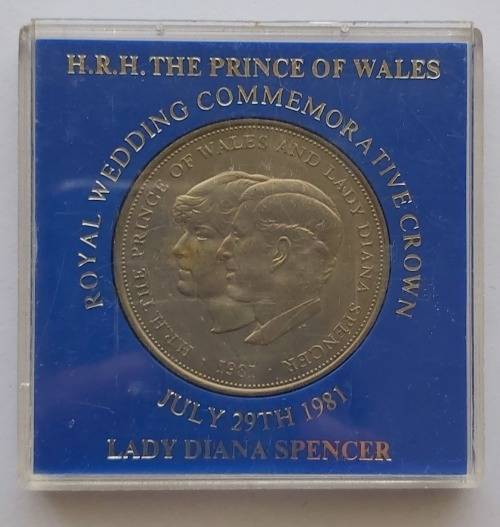 H.R.H. THE PRINCE OF WALES
ROYAL WEDDING COMMEMORATIVE CROWN
H.R.H. THE PRINCE OF WALES AND LADY DIANA SPENCER
· 1981 ·
JULY 29TH 1981
LADY DIANA SPENCER